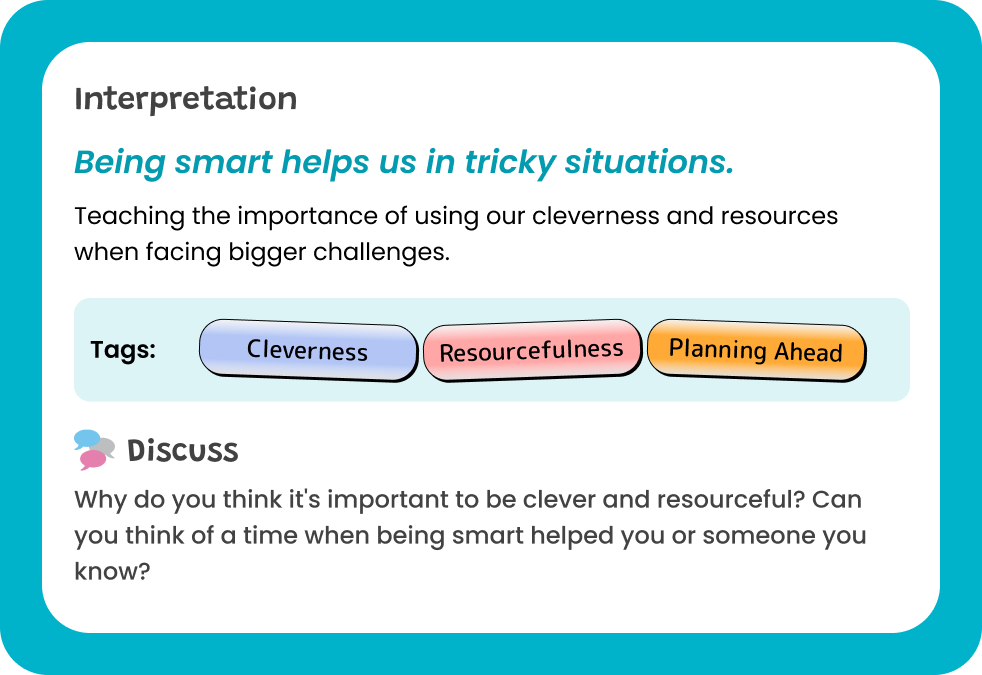 Interpretation
Being smart helps us in tricky situations.
Teaching the importance of using our cleverness and resources
when facing bigger challenges.
Tags: Cleverness Resourcefulness Planning Ahead
Discuss
Why do you think it's important to be clever and resourceful? Can
you think of a time when being smart helped you or someone you
know?